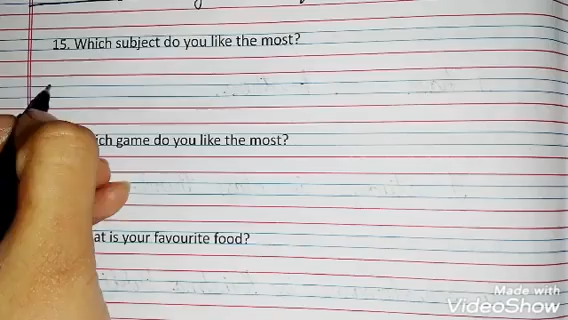 15. Which subject do you like the most?
ch game do you like the most?
at is your favourite food?
Made with
VideoShow